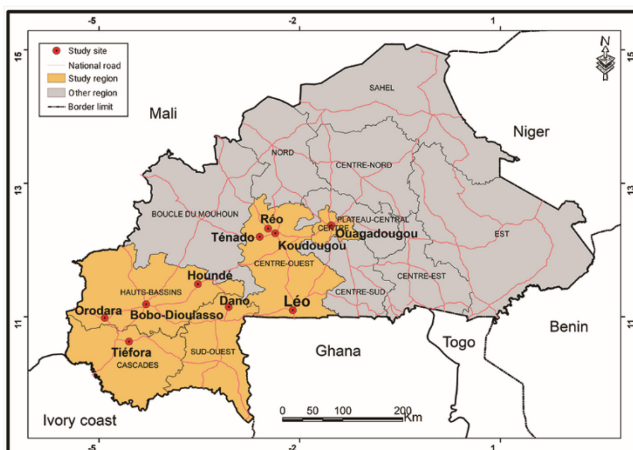 -5 -2 1
Study site
National road
Study region
Other region
Border limit
N
15 15
Mali
SAHEL
Niger
NORD
CENTRE-NORD
13 13
BOUCLE DU MOUHOUN
Réo
PLATEAU-CENTRAL
CENTRE
Ouagadougou
Ténado
Koudougou
EST
CENTRE-OUEST
Houndé
CENTRE-EST
HAUTS-BASSINS
Dano
Léo
CENTRE-SUD
Orodara
Bobo-Dioulasso
11 11
Tiéfora
Benin
Togo
Ghana
SUD-OUEST
CASCADES
0 50 100 200
Km
Ivory coast
-5 -2 1